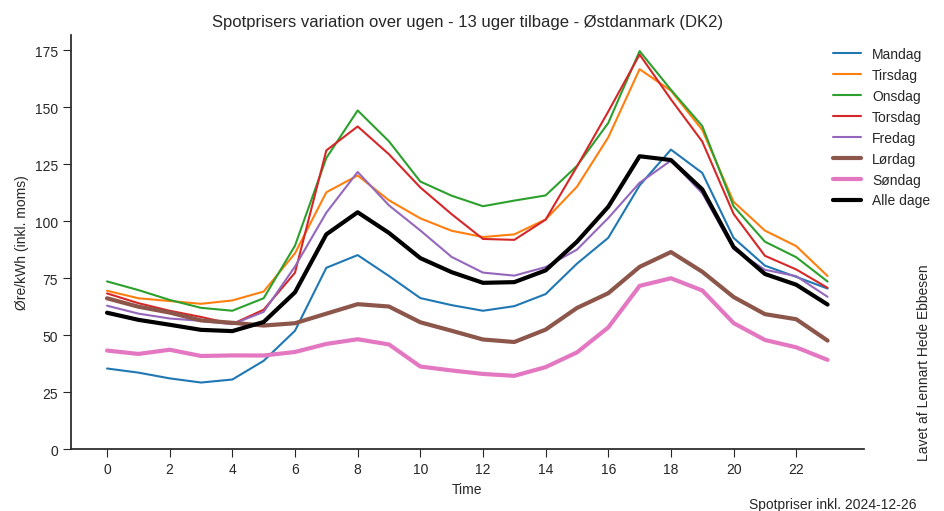 Spotprisers variation over ugen - 13 uger tilbage - Østdanmark (DK2)
Øre/kWh (inkl. moms)
175
150
125
100
75
50
25
0
0 2 4 6 8 10 12 14 16 18 20 22
Time
Mandag
Tirsdag
Onsdag
Torsdag
Fredag
Lørdag
Søndag
Alle dage
Lavet af Lennart Hede Ebbesen
Spotpriser inkl. 2024-12-26